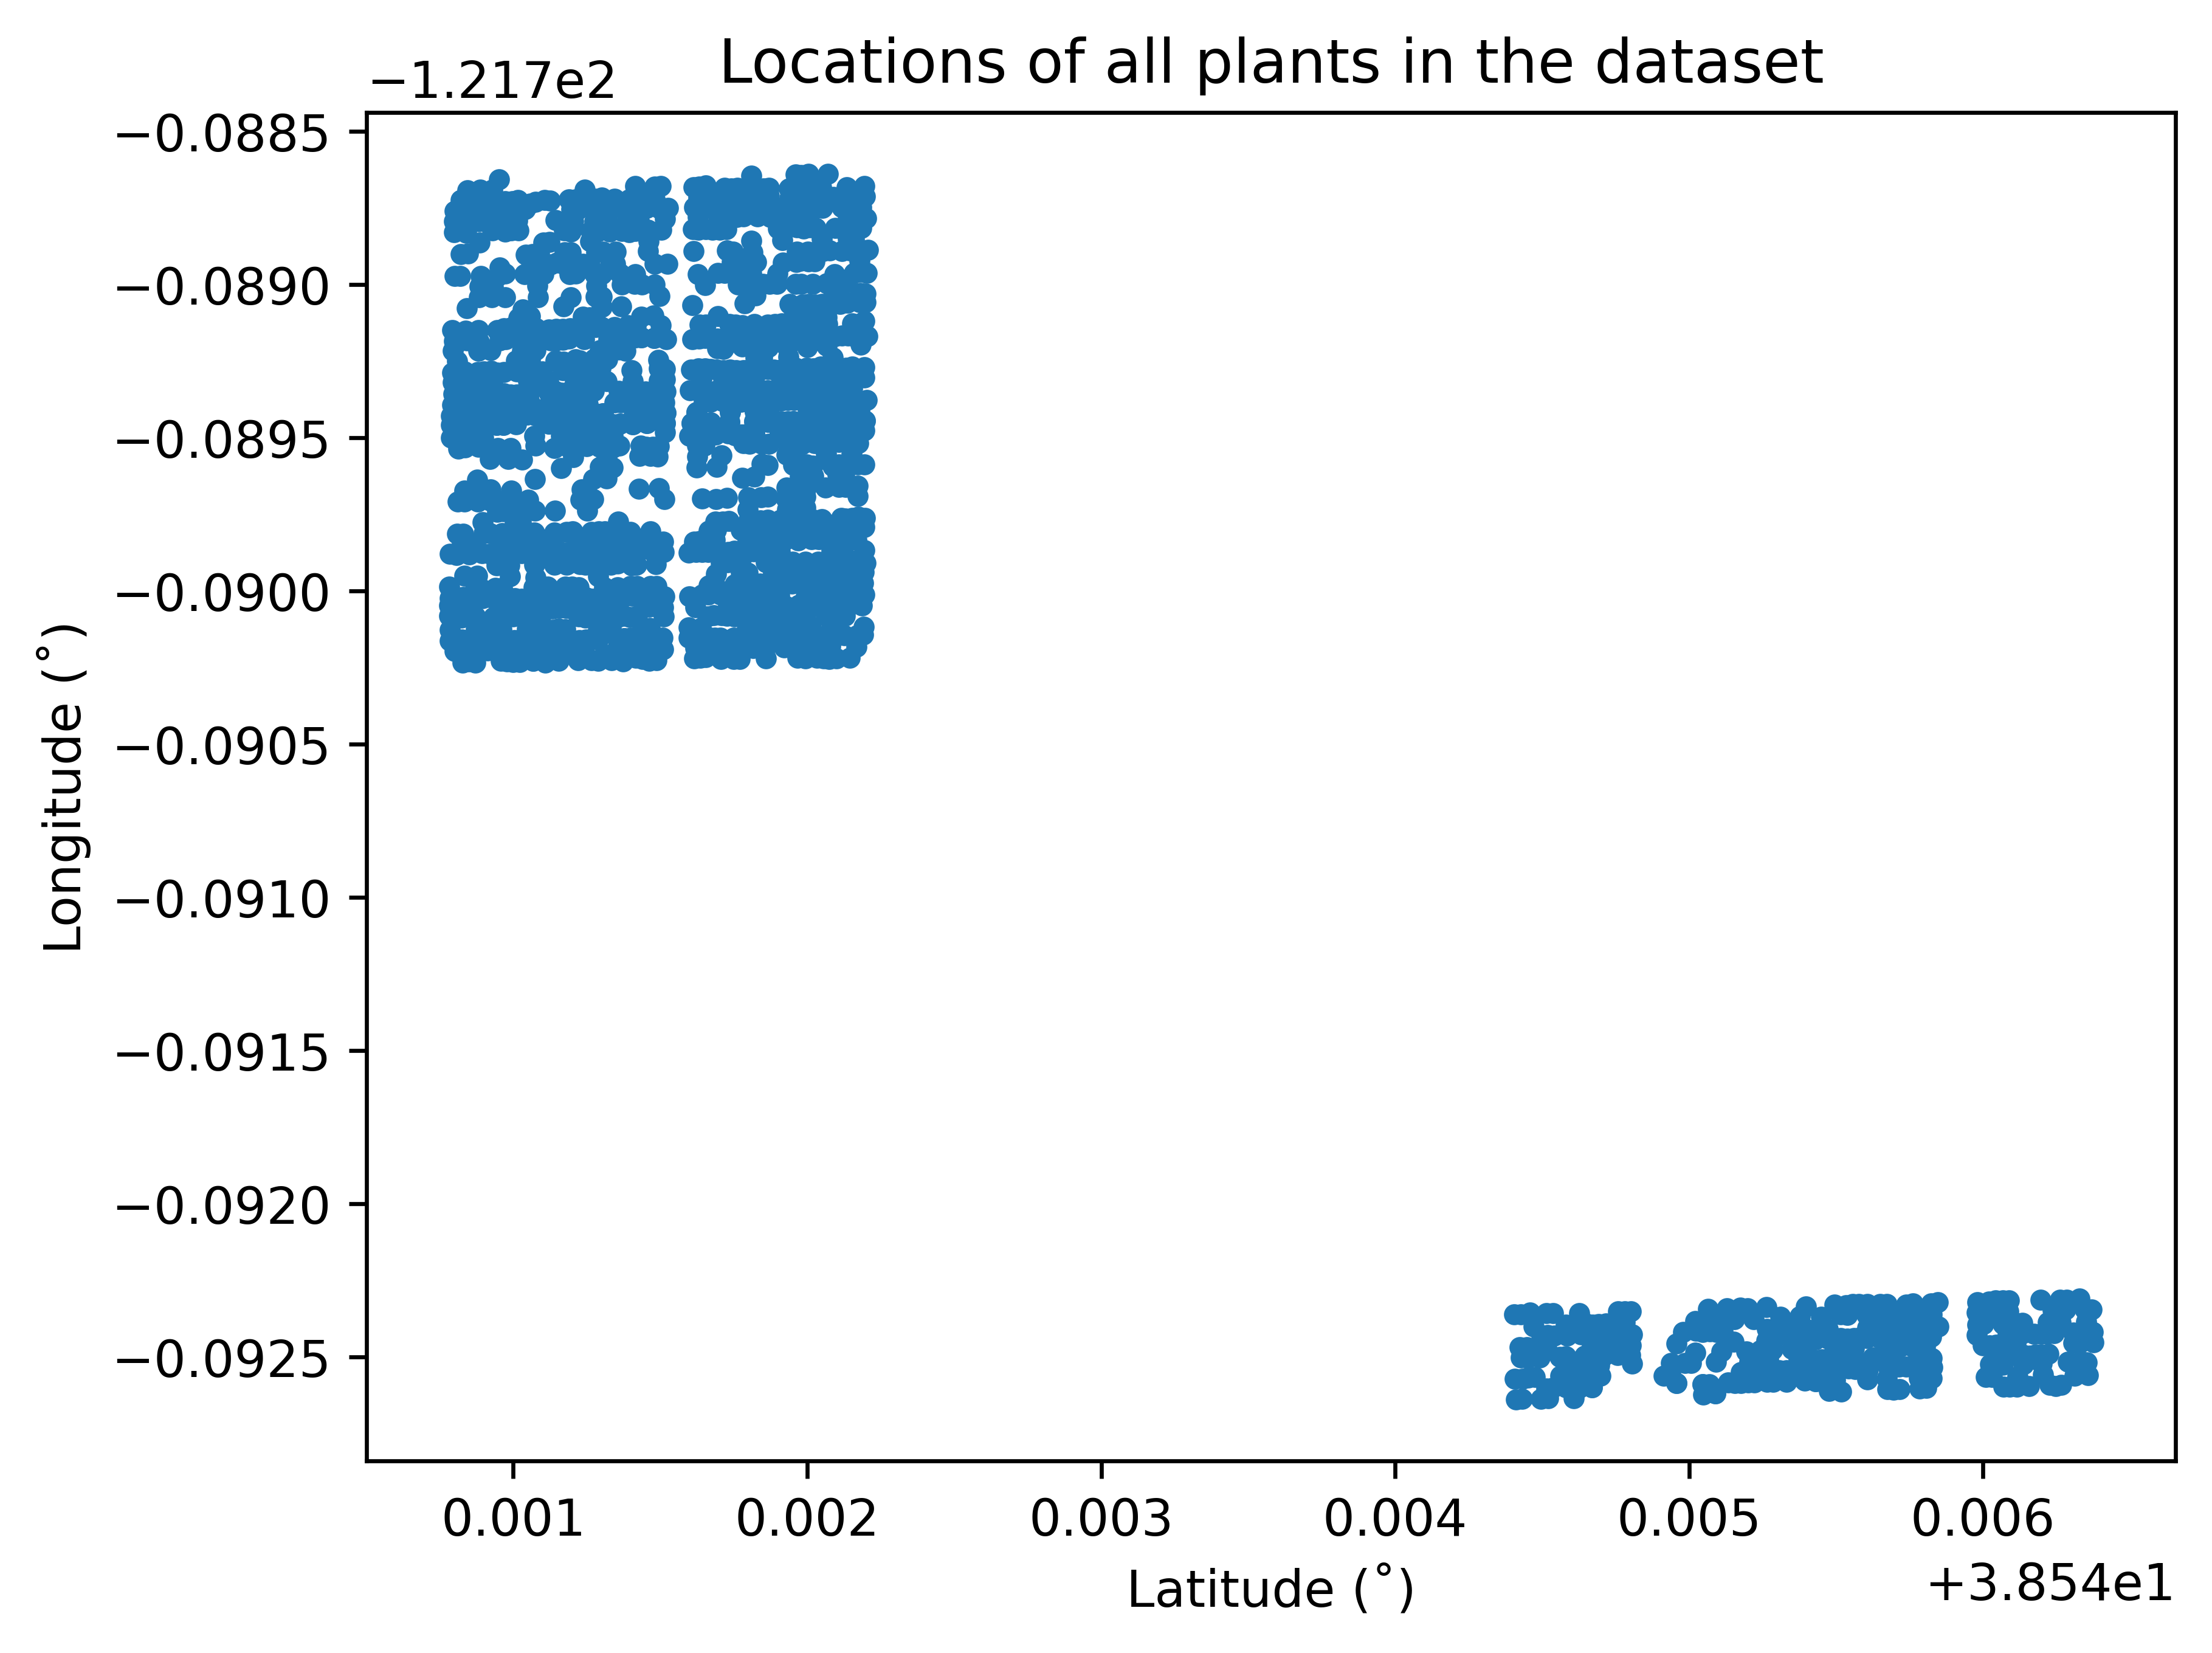 Locations of all plants in the dataset
−1.217e2
−0.0885
−0.0890
−0.0895
−0.0900
−0.0905
−0.0910
−0.0915
−0.0920
−0.0925
Longitude (˚)
0.001 0.002 0.003 0.004 0.005 0.006
Latitude (˚)
+3.854e1